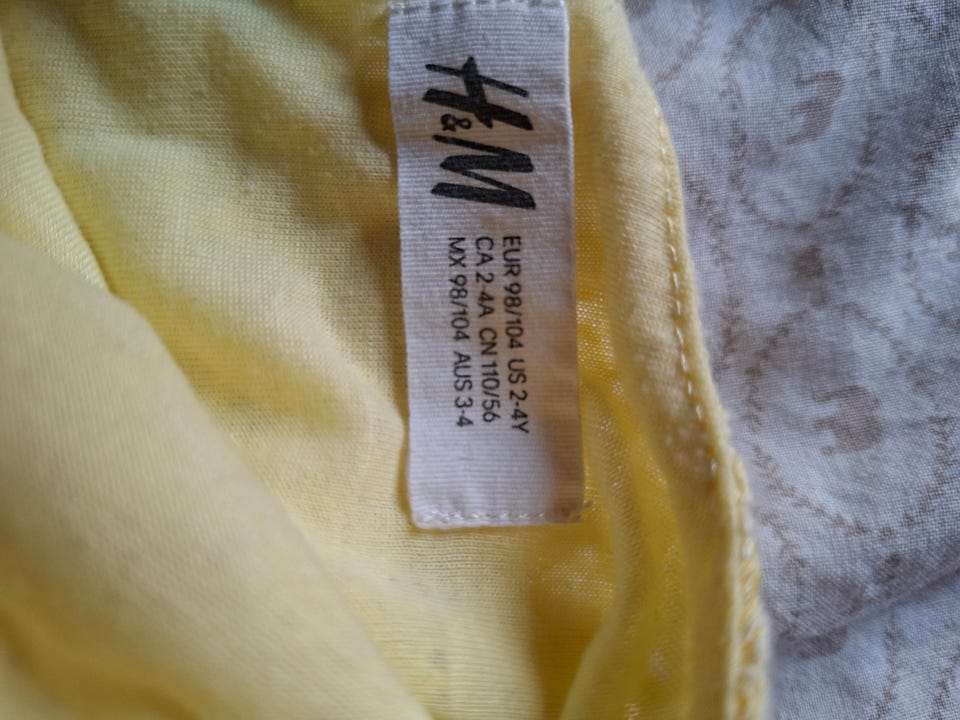 H&M
EUR 98/104 US 2-4Y
CA 2-4A CN 110/56
MX 98/104 AUS 3-4